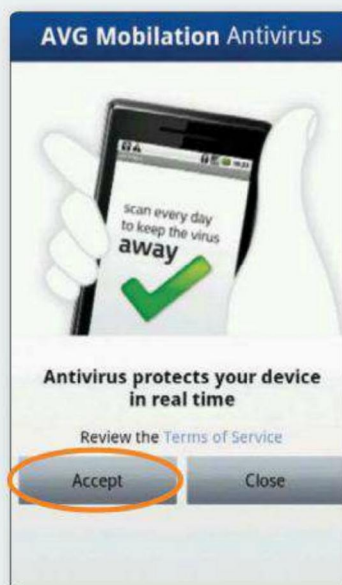 AVG Mobilation Antivirus
scan every day
to keep the virus
away
Antivirus protects your device
in real time
Review the Terms of Service
Accept Close